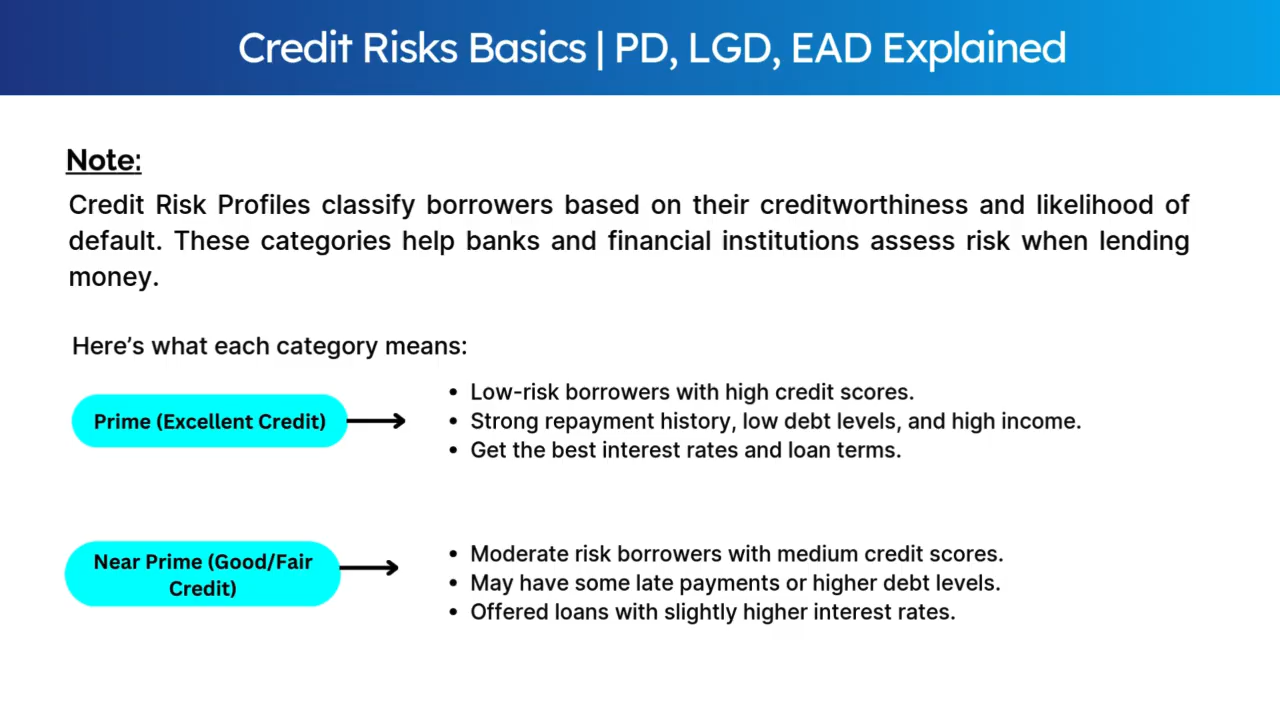 Credit Risks Basics | PD, LGD, EAD Explained
Note:
Credit Risk Profiles classify borrowers based on their creditworthiness and likelihood of
default. These categories help banks and financial institutions assess risk when lending
money.
Here’s what each category means:
Prime (Excellent Credit)
• Low-risk borrowers with high credit scores.
• Strong repayment history, low debt levels, and high income.
• Get the best interest rates and loan terms.
Near Prime (Good/Fair
Credit)
• Moderate risk borrowers with medium credit scores.
• May have some late payments or higher debt levels.
• Offered loans with slightly higher interest rates.